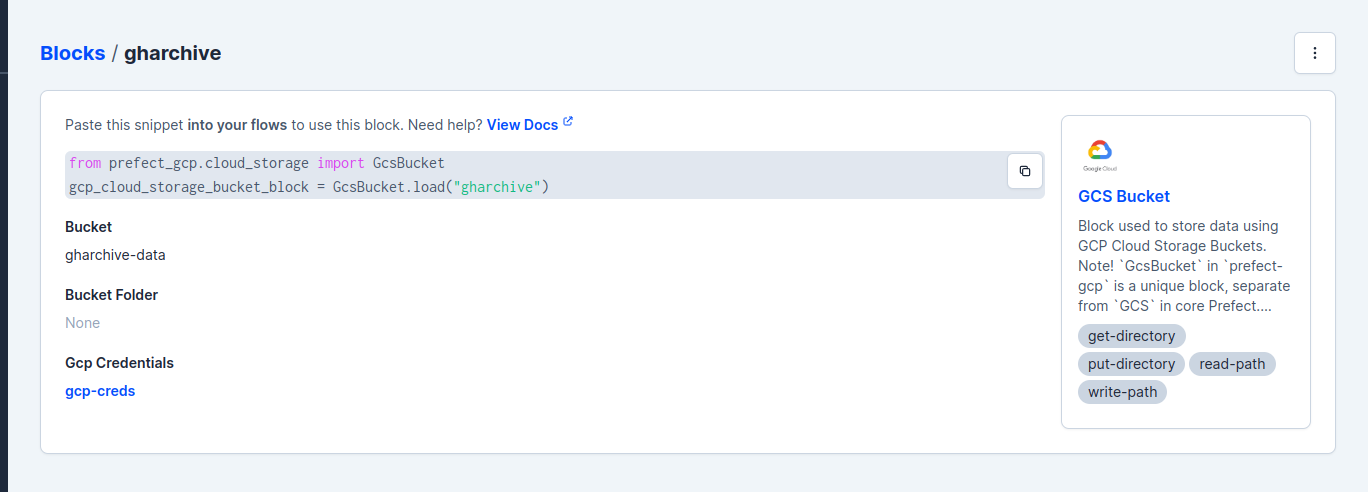 Blocks / gharchive
Paste this snippet into your flows to use this block. Need help? View Docs
from prefect_gcp.cloud_storage import GcsBucket
gcp_cloud_storage_bucket_block = GcsBucket.load("gharchive")
Bucket
gharchive-data
Bucket Folder
None
Gcp Credentials
gcp-creds
Google Cloud
GCS Bucket
Block used to store data using
GCP Cloud Storage Buckets.
Note! `GcsBucket` in `prefect-
gcp` is a unique block, separate
from `GCS` in core Prefect....
get-directory
put-directory read-path
write-path